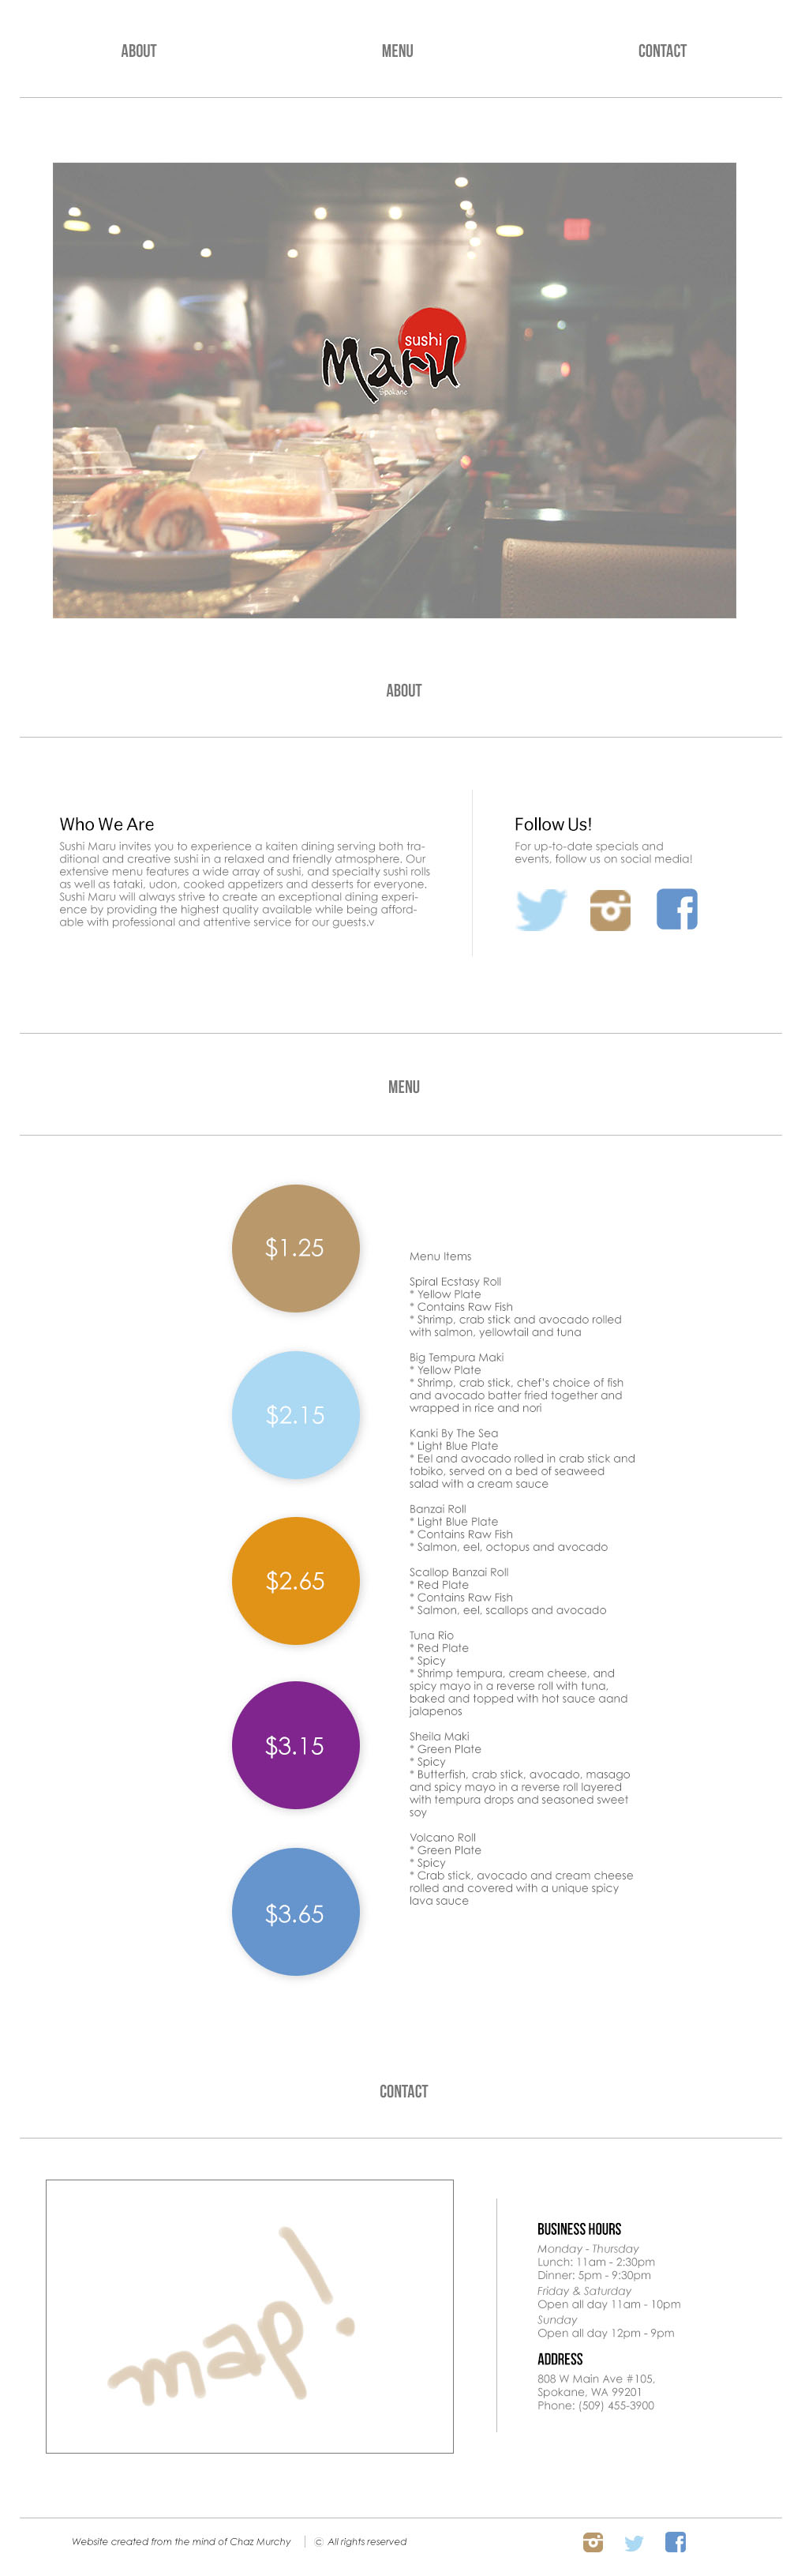 ABOUT MENU CONTACT
sushi
Maru
Spokane
ABOUT
Who We Are
Sushi Maru invites you to experience a kaiten dining serving both tra-
ditional and creative sushi in a relaxed and friendly atmosphere. Our
extensive menu features a wide array of sushi, and specialty sushi rolls
as well as tataki, udon, cooked appetizers and desserts for everyone.
Sushi Maru will always strive to create an exceptional dining experi-
ence by providing the highest quality available while being afford-
able with professional and attentive service for our guests.v
Follow Us!
For up-to-date specials and
events, follow us on social media!
MENU
$1.25
$2.15
$2.65
$3.15
$3.65
Menu Items
Spiral Ecstasy Roll
* Yellow Plate
* Contains Raw Fish
* Shrimp, crab stick and avocado rolled
with salmon, yellowtail and tuna
Big Tempura Maki
* Yellow Plate
* Shrimp, crab stick, chef's choice of fish
and avocado batter fried together and
wrapped in rice and nori
Kanki By The Sea
* Light Blue Plate
* Eel and avocado rolled in crab stick and
tobiko, served on a bed of seaweed
salad with a cream sauce
Banzai Roll
* Light Blue Plate
* Contains Raw Fish
* Salmon, eel, octopus and avocado
Scallop Banzai Roll
* Red Plate
* Contains Raw Fish
* Salmon, eel, scallops and avocado
Tuna Rio
* Red Plate
* Spicy
* Shrimp tempura, cream cheese, and
spicy mayo in a reverse roll with tuna,
baked and topped with hot sauce aand
jalapenos
Sheila Maki
* Green Plate
* Spicy
* Butterfish, crab stick, avocado, masago
and spicy mayo in a reverse roll layered
with tempura drops and seasoned sweet
soy
Volcano Roll
* Green Plate
* Spicy
* Crab stick, avocado and cream cheese
rolled and covered with a unique spicy
lava sauce
CONTACT
map!
BUSINESS HOURS
Monday - Thursday
Lunch: 11am - 2:30pm
Dinner: 5pm - 9:30pm
Friday & Saturday
Open all day 11am - 10pm
Sunday
Open all day 12pm - 9pm
ADDRESS
808 W Main Ave #105,
Spokane, WA 99201
Phone: (509) 455-3900
Website created from the mind of Chaz Murchy | © All rights reserved